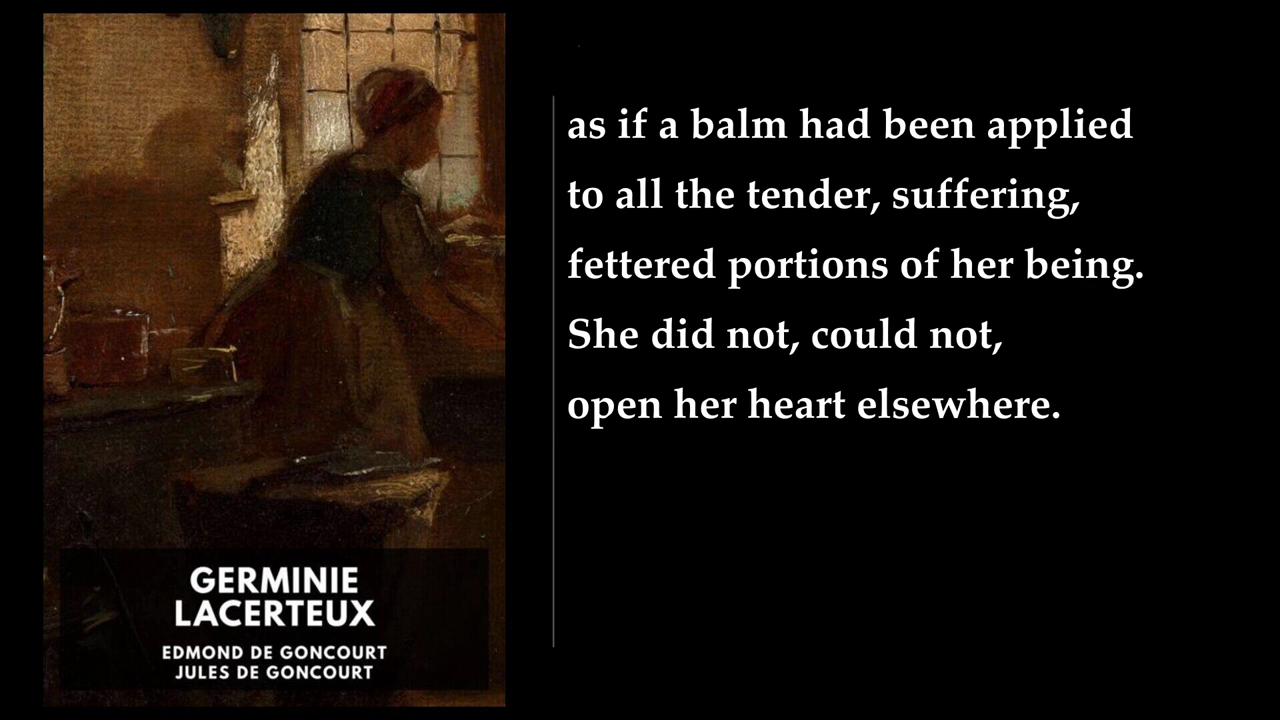 as if a balm had been applied
to all the tender, suffering,
fettered portions of her being.
She did not, could not,
open her heart elsewhere.
GERMINIE
LACERTEUX
EDMOND DE GONCOURT
JULES DE GONCOURT